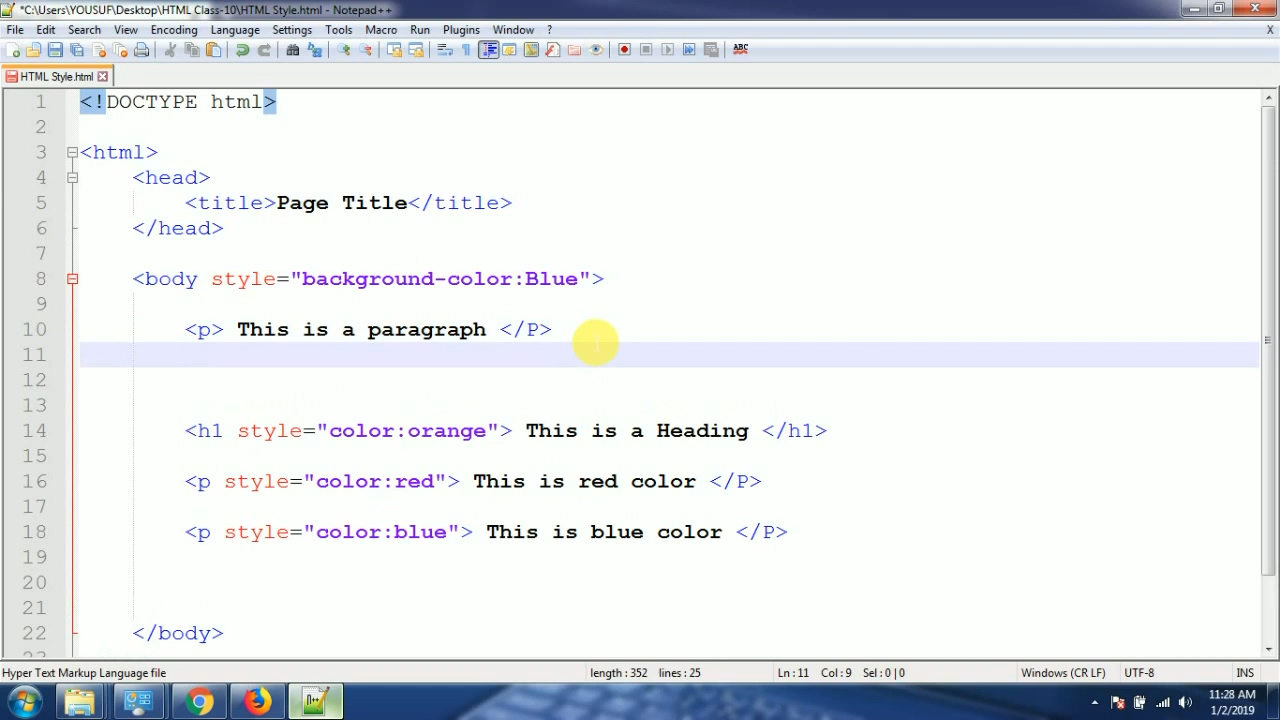 *C:\Users\YOUSUF\Desktop\HTML Class-10\HTML Style.html - Notepad++
File Edit Search View Encoding Language Settings Tools Macro Run Plugins Window ? X
ABC
HTML Style.html
1 <!DOCTYPE html>
2
3 <html>
4 <head>
5 <title>Page Title</title>
6 </head>
7
8 <body style="background-color:Blue">
9
10 <p> This is a paragraph </P>
11
12
13
14 <h1 style="color:orange"> This is a Heading </h1>
15
16 <p style="color:red"> This is red color </P>
17
18 <p style="color:blue"> This is blue color </P>
19
20
21
22 </body>
23
Hyper Text Markup Language file length : 352 lines : 25 Ln : 11 Col : 9 Sel : 0 | 0 Windows (CR LF) UTF-8 INS
11:28 AM
1/2/2019